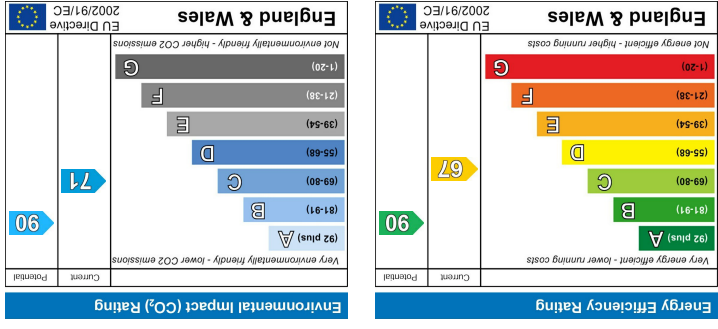 Energy Efficiency Rating
Current
Potential
Very energy efficient - lower running costs
(92 plus) A
(81-91) B
(69-80) C
(55-68) D
(39-54) E
(21-38) F
(1-20) G
67
90
Not energy efficient - higher running costs
England & Wales
EU Directive
2002/91/EC
Environmental Impact (CO₂) Rating
Current
Potential
Very environmentally friendly - lower CO2 emissions
(92 plus) A
(81-91) B
(69-80) C
(55-68) D
(39-54) E
(21-38) F
(1-20) G
71
90
Not environmentally friendly - higher CO2 emissions
England & Wales
EU Directive
2002/91/EC